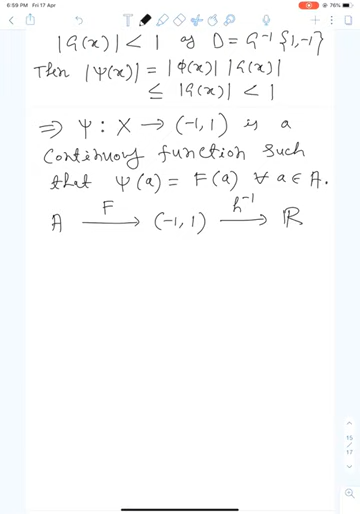 6:59 PM Fri 17 Apr
76%
|G(x)| < 1 as D = G⁻¹{1,-1}
Then |Ψ(x)| = |Φ(x)| |G(x)|
≤ |G(x)| < 1
⇒ Ψ : X → (-1, 1) is a
Continuous function such
that Ψ(a) = F(a) ∀ a ∈ A.
F h⁻¹
A ⟶ (-1, 1) ⟶ ℝ
15
/
17